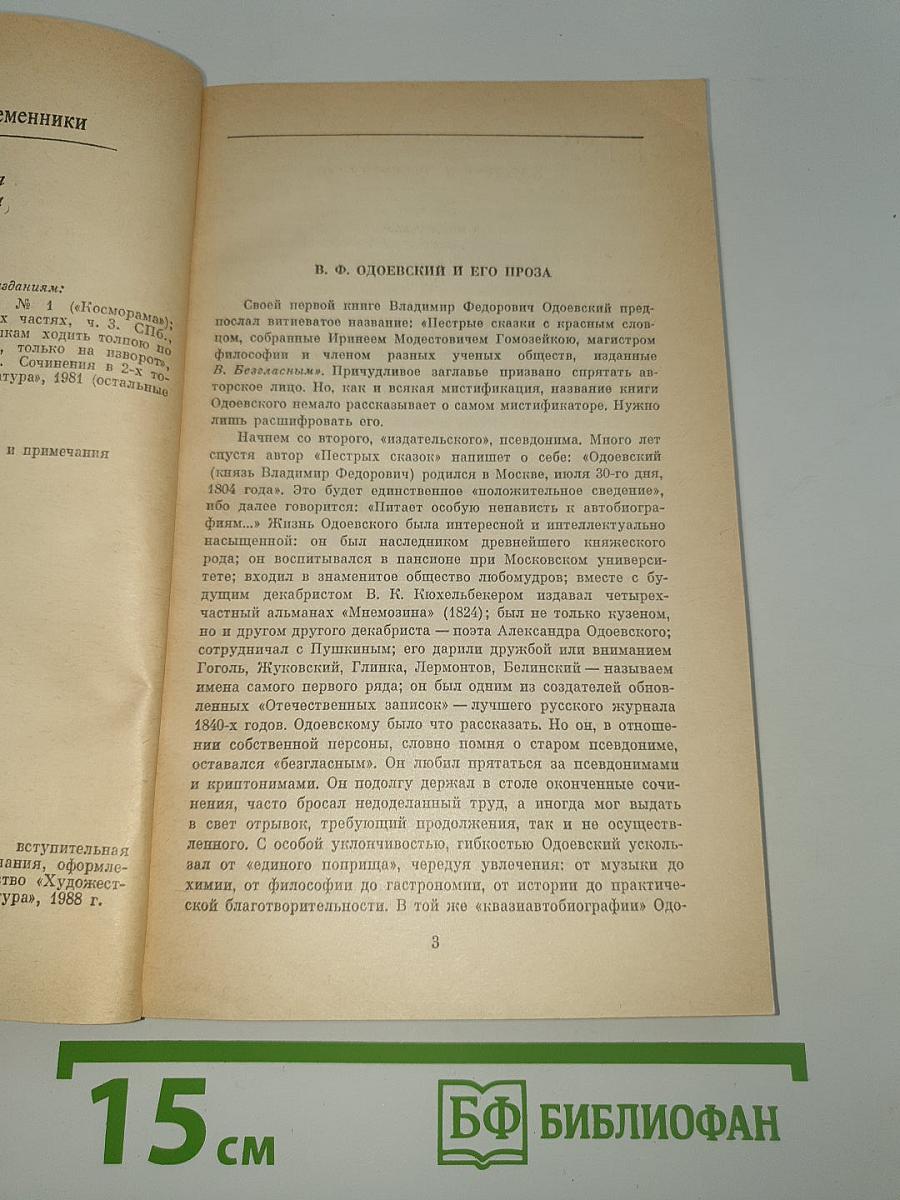 еменники
зданиям:
№ 1 («Косморама»);
х частях, ч. 3. СПб.,
кам ходить толпою по
, только на изворот»,
. Сочинения в 2-х то-
атура», 1981 (остальные
и примечания
вступительная
чания, оформле-
ство «Художест-
тура», 1988 г.
В. Ф. ОДОЕВСКИЙ И ЕГО ПРОЗА
Своей первой книге Владимир Федорович Одоевский пред-
послал витиеватое название: «Пестрые сказки с красным слов-
цом, собранные Иринеем Модестовичем Гомозейкою, магистром
философии и членом разных ученых обществ, изданные
В. Безгласным». Причудливое заглавье призвано спрятать ав-
торское лицо. Но, как и всякая мистификация, название книги
Одоевского немало рассказывает о самом мистификаторе. Нужно
лишь расшифровать его.
Начнем со второго, «издательского», псевдонима. Много лет
спустя автор «Пестрых сказок» напишет о себе: «Одоевский
(князь Владимир Федорович) родился в Москве, июля 30-го дня,
1804 года». Это будет единственное «положительное сведение»,
ибо далее говорится: «Питает особую ненависть к автобиогра-
фиям...» Жизнь Одоевского была интересной и интеллектуально
насыщенной: он был наследником древнейшего княжеского
рода; он воспитывался в пансионе при Московском универси-
тете; входил в знаменитое общество любомудров; вместе с бу-
дущим декабристом В. К. Кюхельбекером издавал четырех-
частный альманах «Мнемозина» (1824); был не только кузеном,
но и другом другого декабриста — поэта Александра Одоевского;
сотрудничал с Пушкиным; его дарили дружбой или вниманием
Гоголь, Жуковский, Глинка, Лермонтов, Белинский — называем
имена самого первого ряда; он был одним из создателей обнов-
ленных «Отечественных записок» — лучшего русского журнала
1840-х годов. Одоевскому было что рассказать. Но он, в отноше-
нии собственной персоны, словно помня о старом псевдониме,
оставался «безгласным». Он любил прятаться за псевдонимами
и криптонимами. Он подолгу держал в столе оконченные сочи-
нения, часто бросал недоделанный труд, а иногда мог выдать
в свет отрывок, требующий продолжения, так и не осуществ-
ленного. С особой уклончивостью, гибкостью Одоевский усколь-
зал от «единого поприща», чередуя увлечения: от музыки до
химии, от философии до гастрономии, от истории до практиче-
ской благотворительности. В той же «квазиавтобиографии» Одо-
3
15 см
БФ БИБЛИОФАН